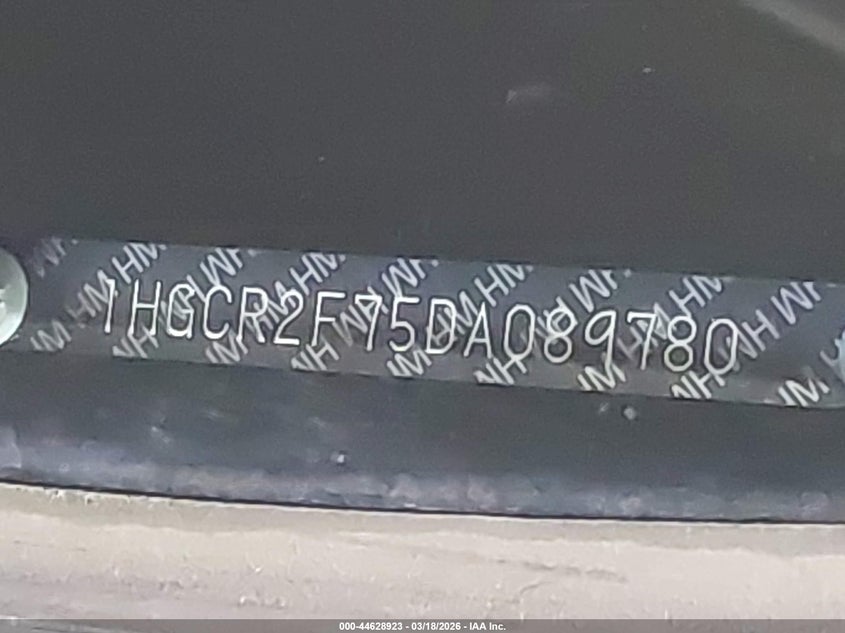 1HGCR2F75DA089780
000-44628923 – 03/18/2026 – IAA Inc.